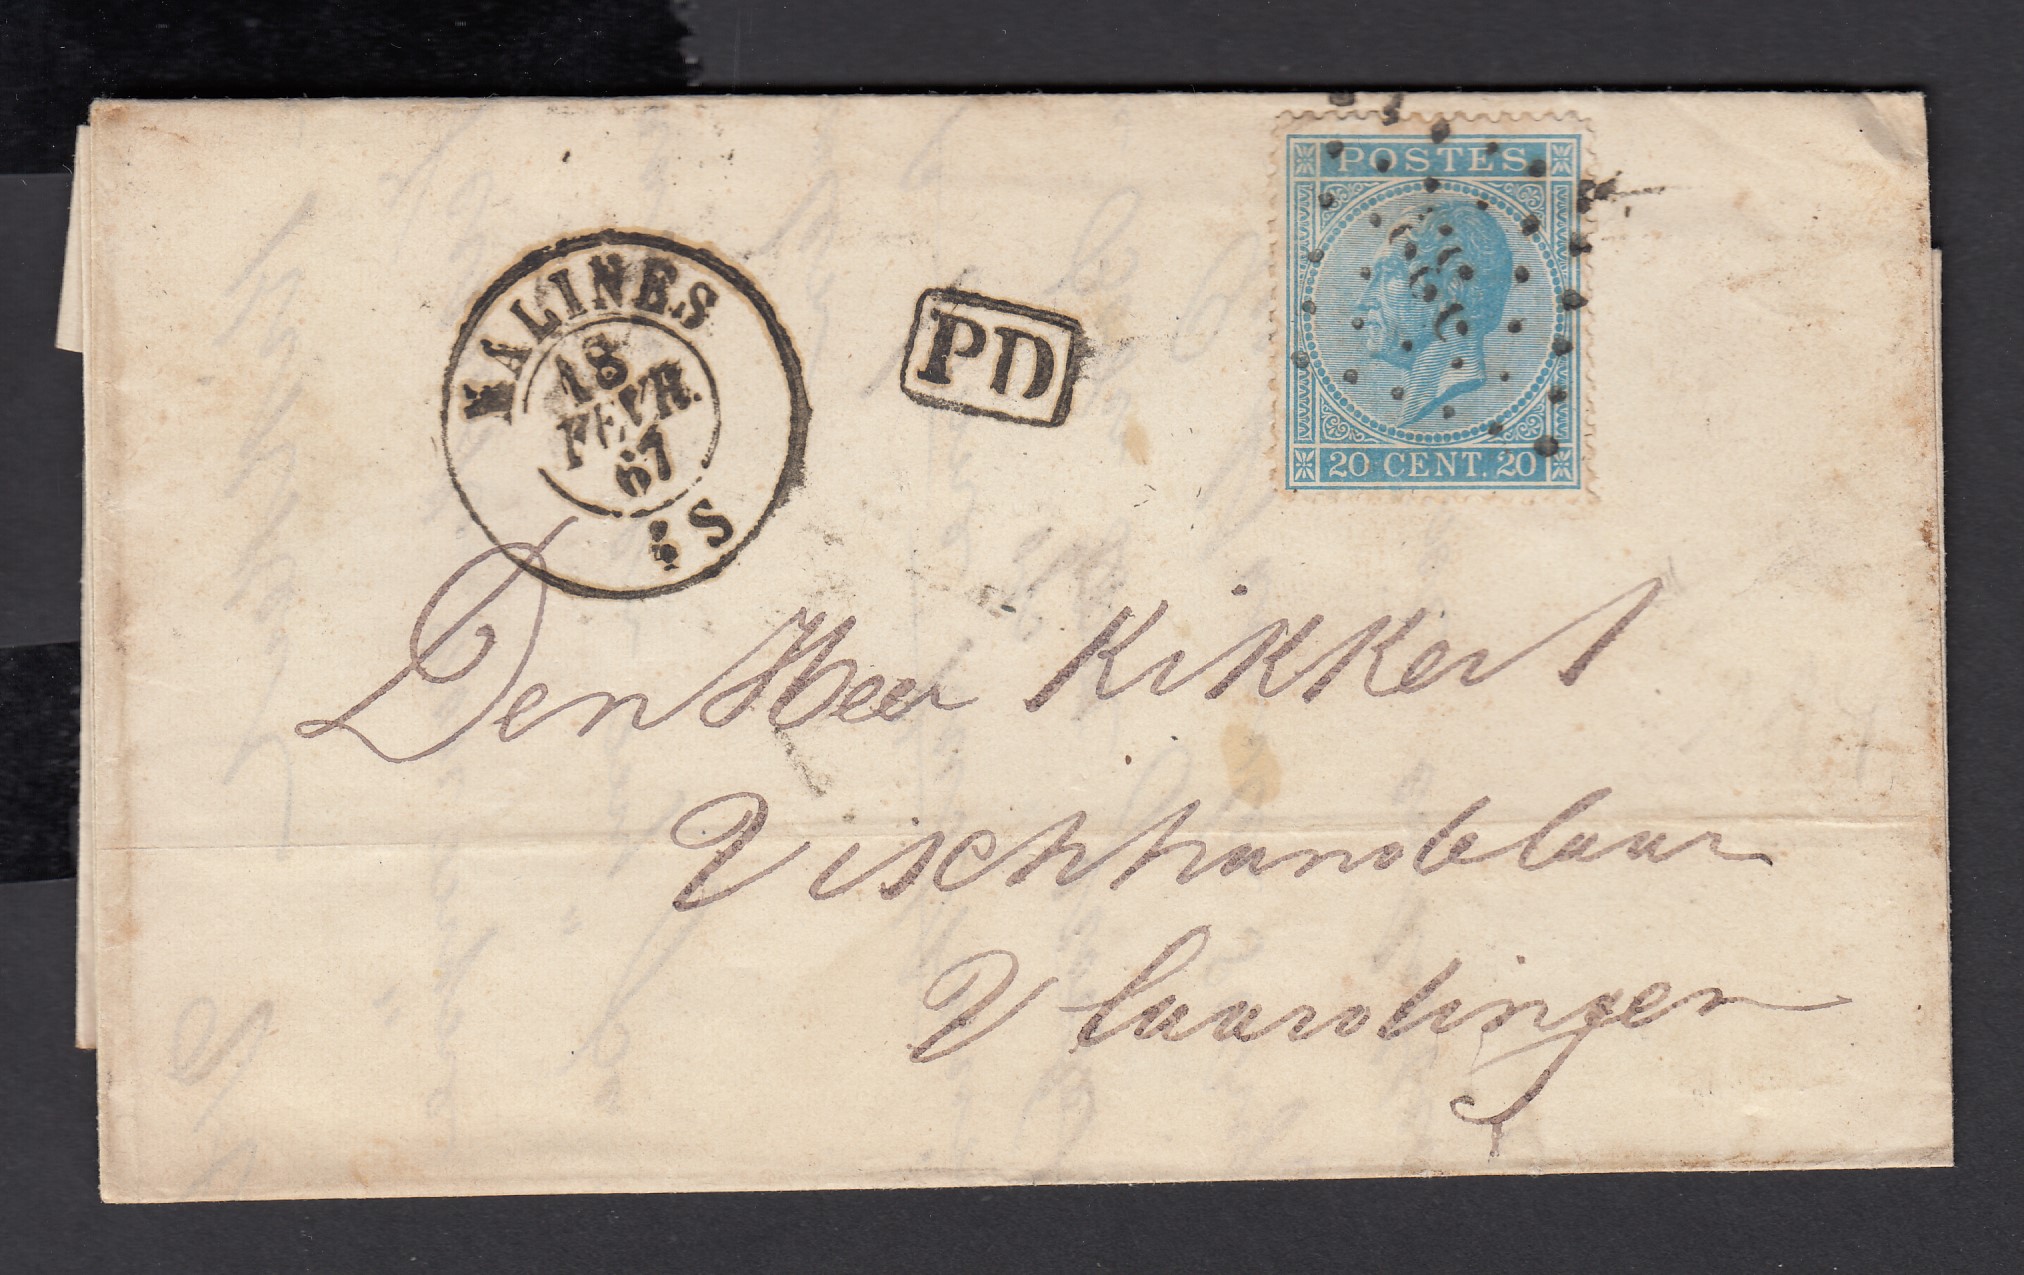 POSTES
MALINES
18
FEVR.
67
S
PD
20 CENT. 20
Den Heer Kikkert
Vischhandelaar
Vlaardingen